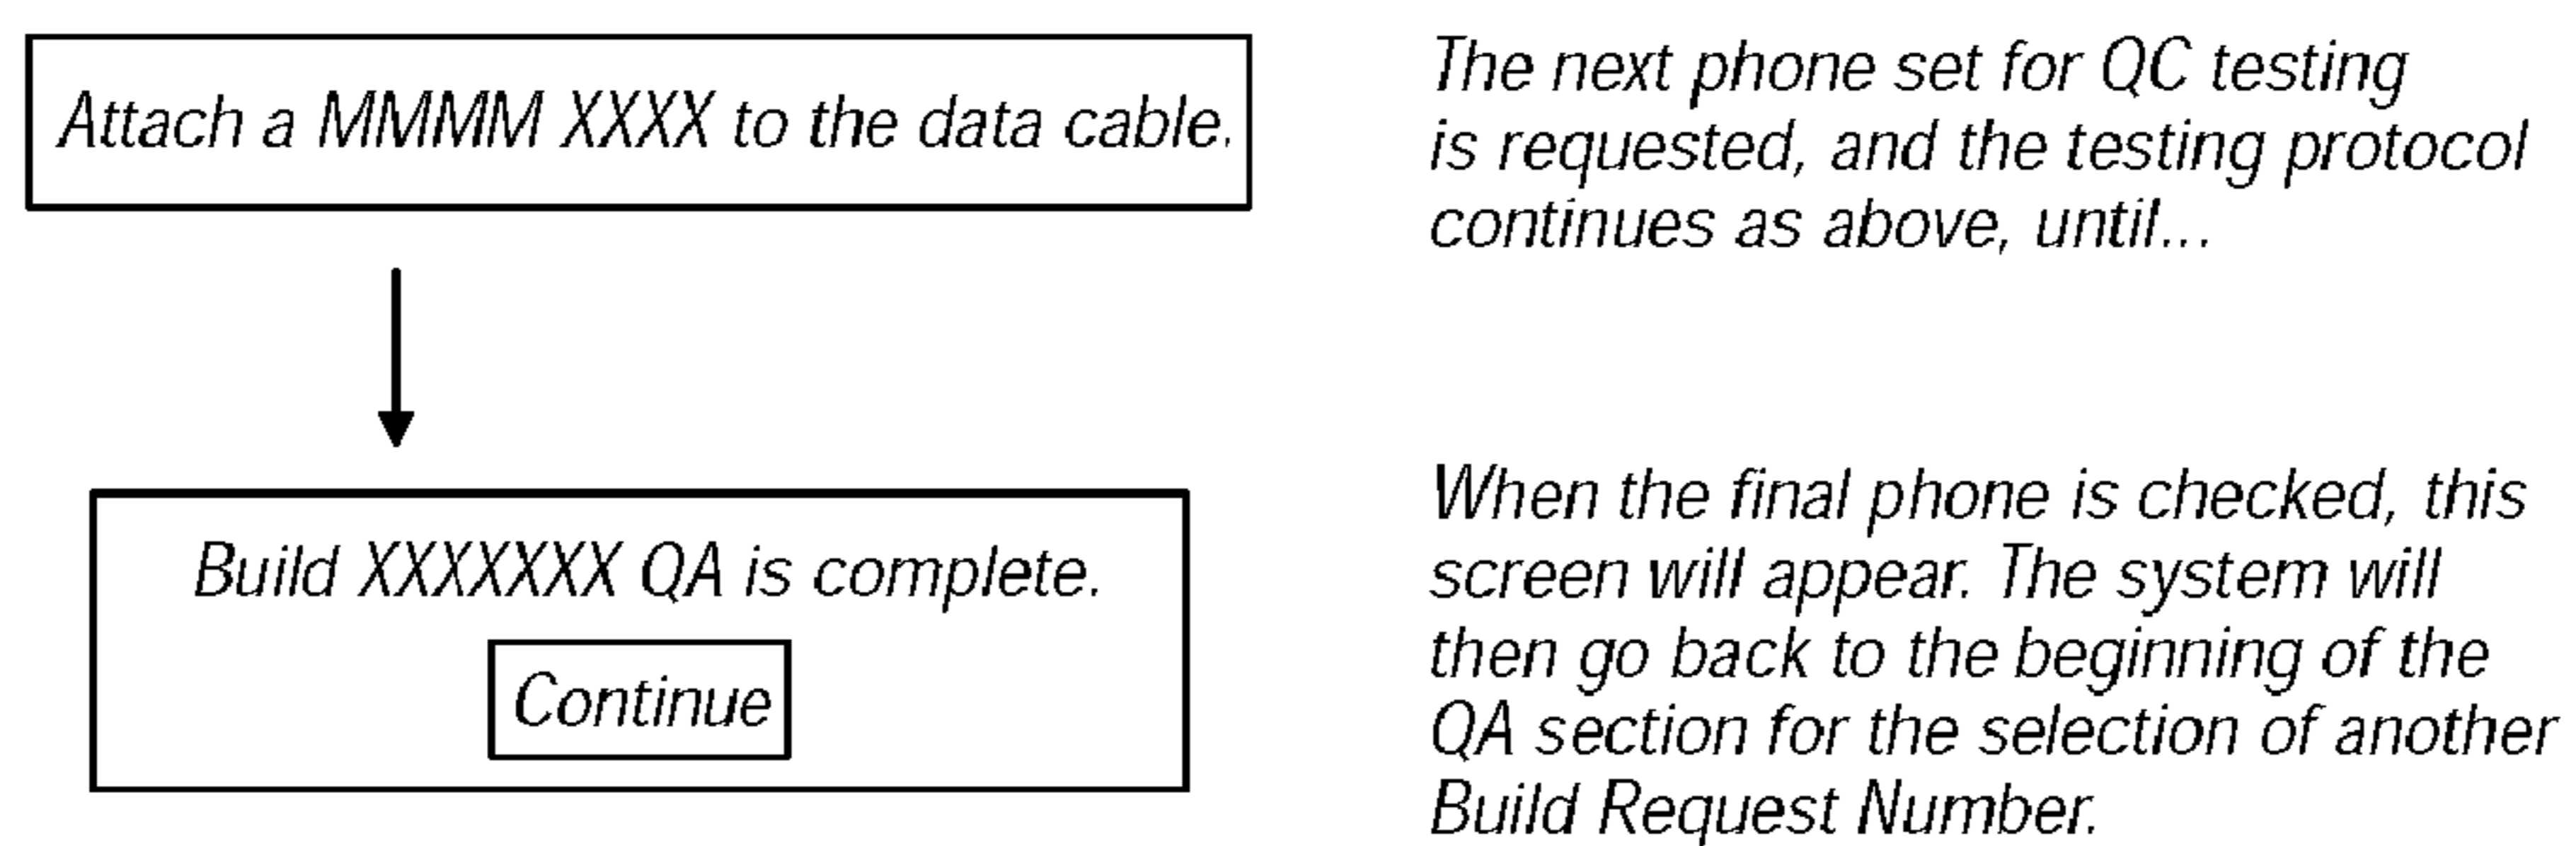 Attach a MMMM XXXX to the data cable.
The next phone set for QC testing
is requested, and the testing protocol
continues as above, until...
Build XXXXXXX QA is complete.
Continue
When the final phone is checked, this
screen will appear. The system will
then go back to the beginning of the
QA section for the selection of another
Build Request Number.